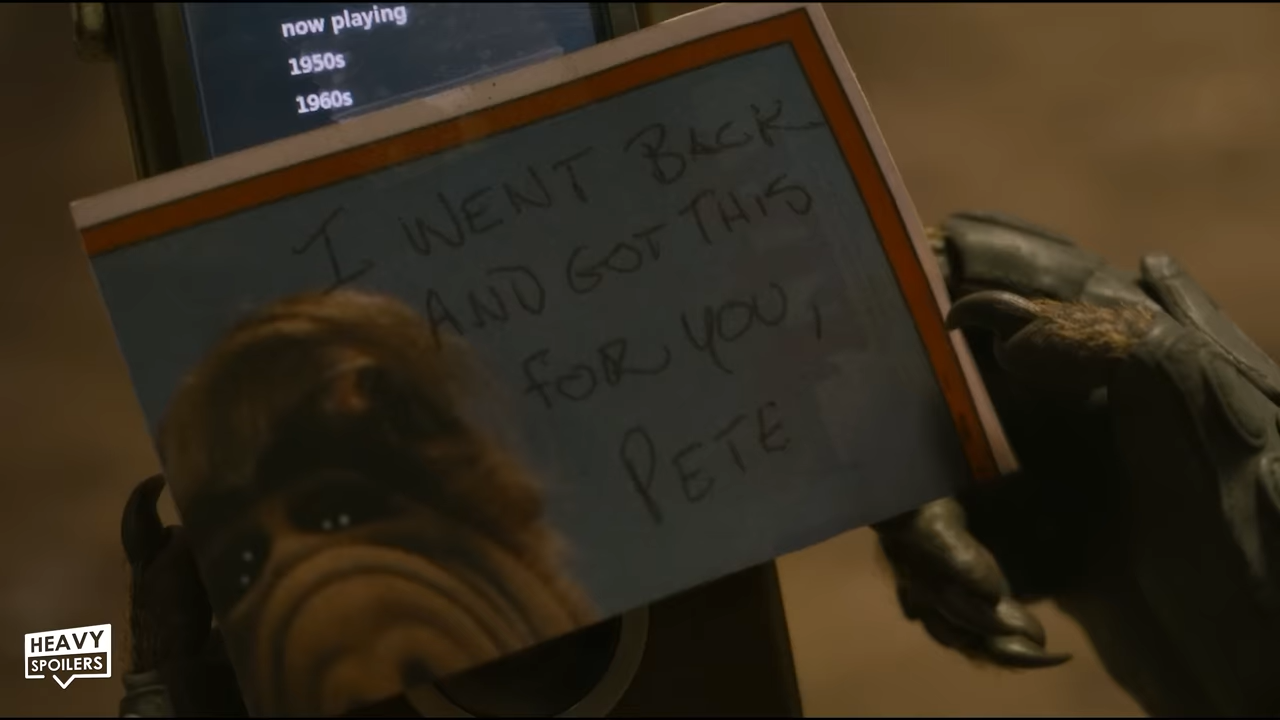 now playing
1950s
1960s
I WENT BACK
AND GOT THIS
FOR YOU,
PETE
HEAVY
SPOILERS